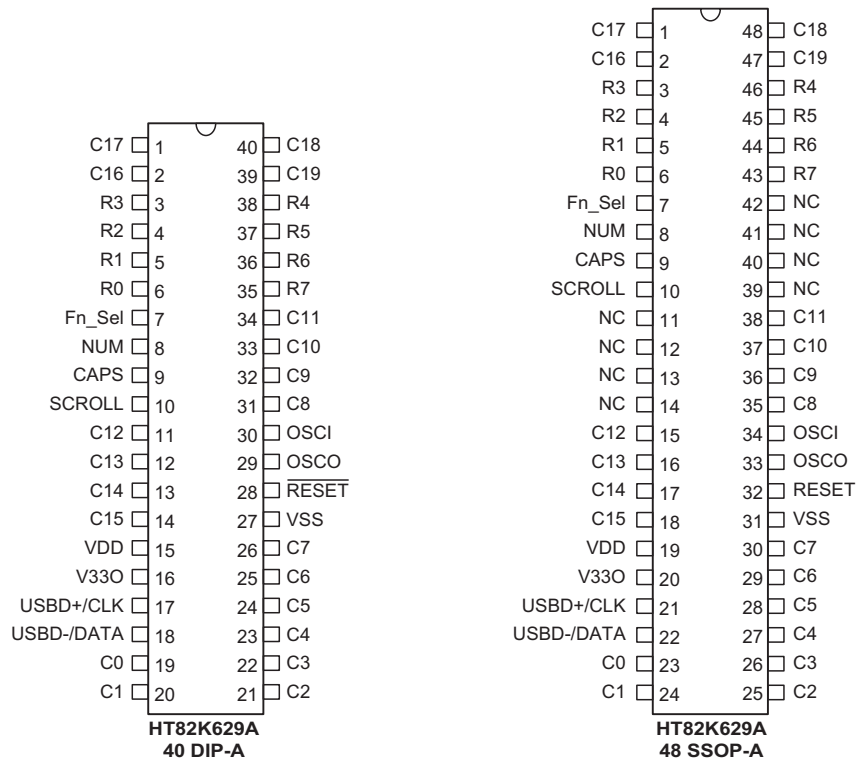 C17 1 40 C18
C16 2 39 C19
R3 3 38 R4
R2 4 37 R5
R1 5 36 R6
R0 6 35 R7
Fn_Sel 7 34 C11
NUM 8 33 C10
CAPS 9 32 C9
SCROLL 10 31 C8
C12 11 30 OSCI
C13 12 29 OSCO
C14 13 28 RESET
C15 14 27 VSS
VDD 15 26 C7
V33O 16 25 C6
USBD+/CLK 17 24 C5
USBD-/DATA 18 23 C4
C0 19 22 C3
C1 20 21 C2
HT82K629A
40 DIP-A
C17 1 48 C18
C16 2 47 C19
R3 3 46 R4
R2 4 45 R5
R1 5 44 R6
R0 6 43 R7
Fn_Sel 7 42 NC
NUM 8 41 NC
CAPS 9 40 NC
SCROLL 10 39 NC
NC 11 38 C11
NC 12 37 C10
NC 13 36 C9
NC 14 35 C8
C12 15 34 OSCI
C13 16 33 OSCO
C14 17 32 RESET
C15 18 31 VSS
VDD 19 30 C7
V33O 20 29 C6
USBD+/CLK 21 28 C5
USBD-/DATA 22 27 C4
C0 23 26 C3
C1 24 25 C2
HT82K629A
48 SSOP-A